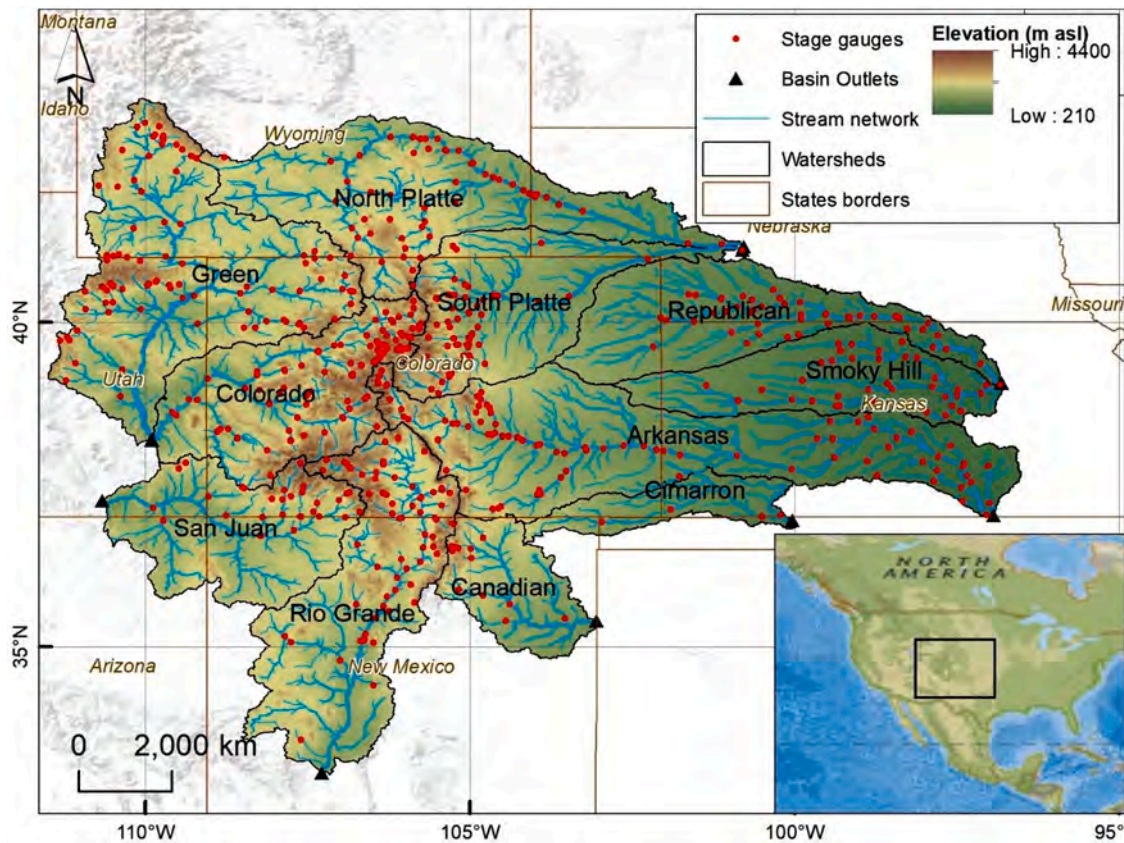 Montana
N
Idaho
Wyoming
Stage gauges
Basin Outlets
Stream network
Watersheds
States borders
Elevation (m asl)
High : 4400
Low : 210
North Platte
Nebraska
Green
South Platte
Republican
Missouri
40°N
Colorado
Smoky Hill
Utah
Colorado
Kansas
Arkansas
Cimarron
San Juan
Canadian
Rio Grande
35°N
Arizona
New Mexico
0 2,000 km
NORTH
AMERICA
110°W 105°W 100°W 95°